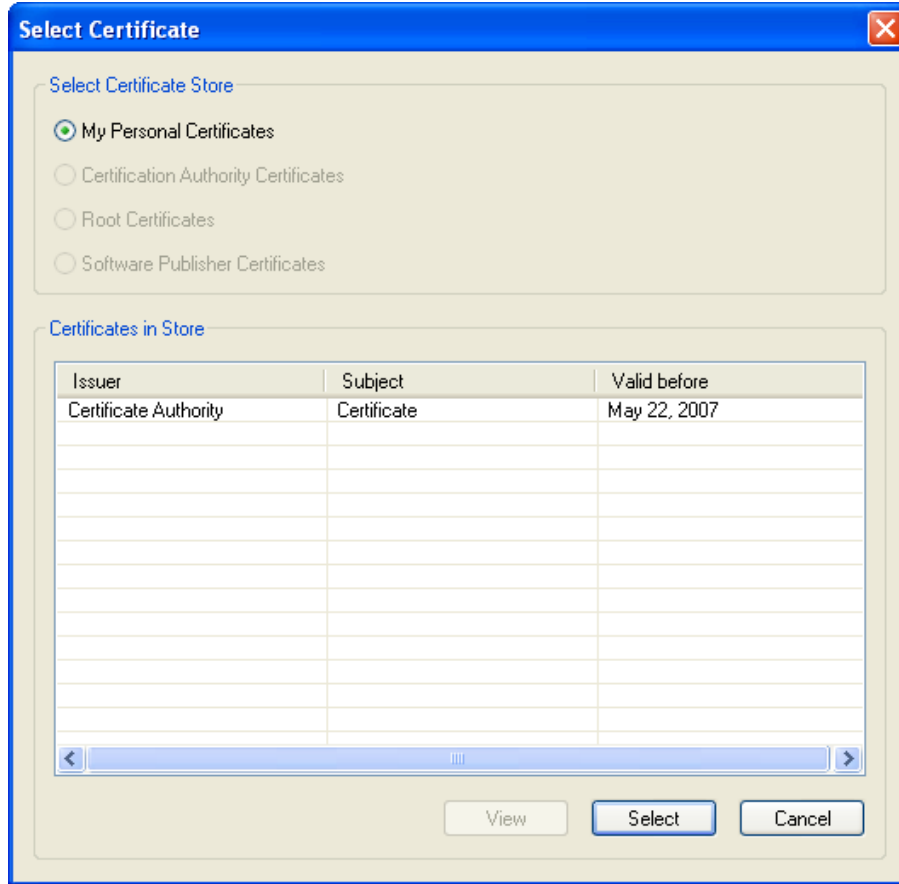 Select Certificate
Select Certificate Store
My Personal Certificates
Certification Authority Certificates
Root Certificates
Software Publisher Certificates
Certificates in Store
Issuer Subject Valid before
Certificate Authority Certificate May 22, 2007
View Select Cancel